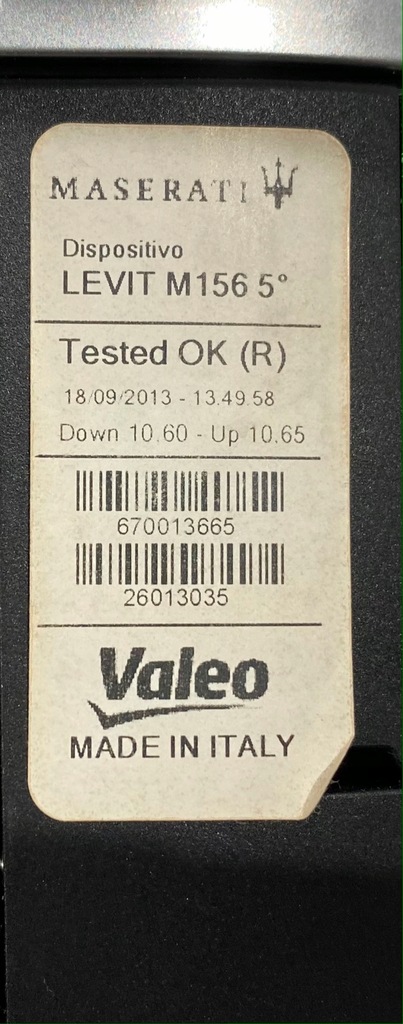 MASERATI
Dispositivo
LEVIT M156 5°
Tested OK (R)
18/09/2013 - 13.49.58
Down 10.60 - Up 10.65
670013665
26013035
Valeo
MADE IN ITALY